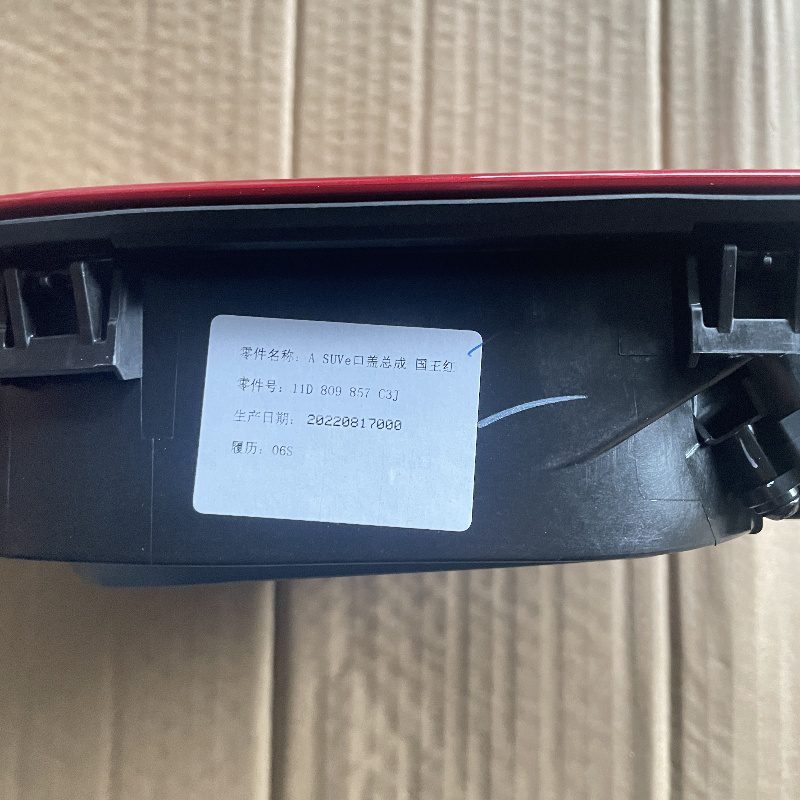 零件名称：A SUVe口盖总成 国王红
零件号：11D 809 857 C3J
生产日期：20220817000
履历：06S